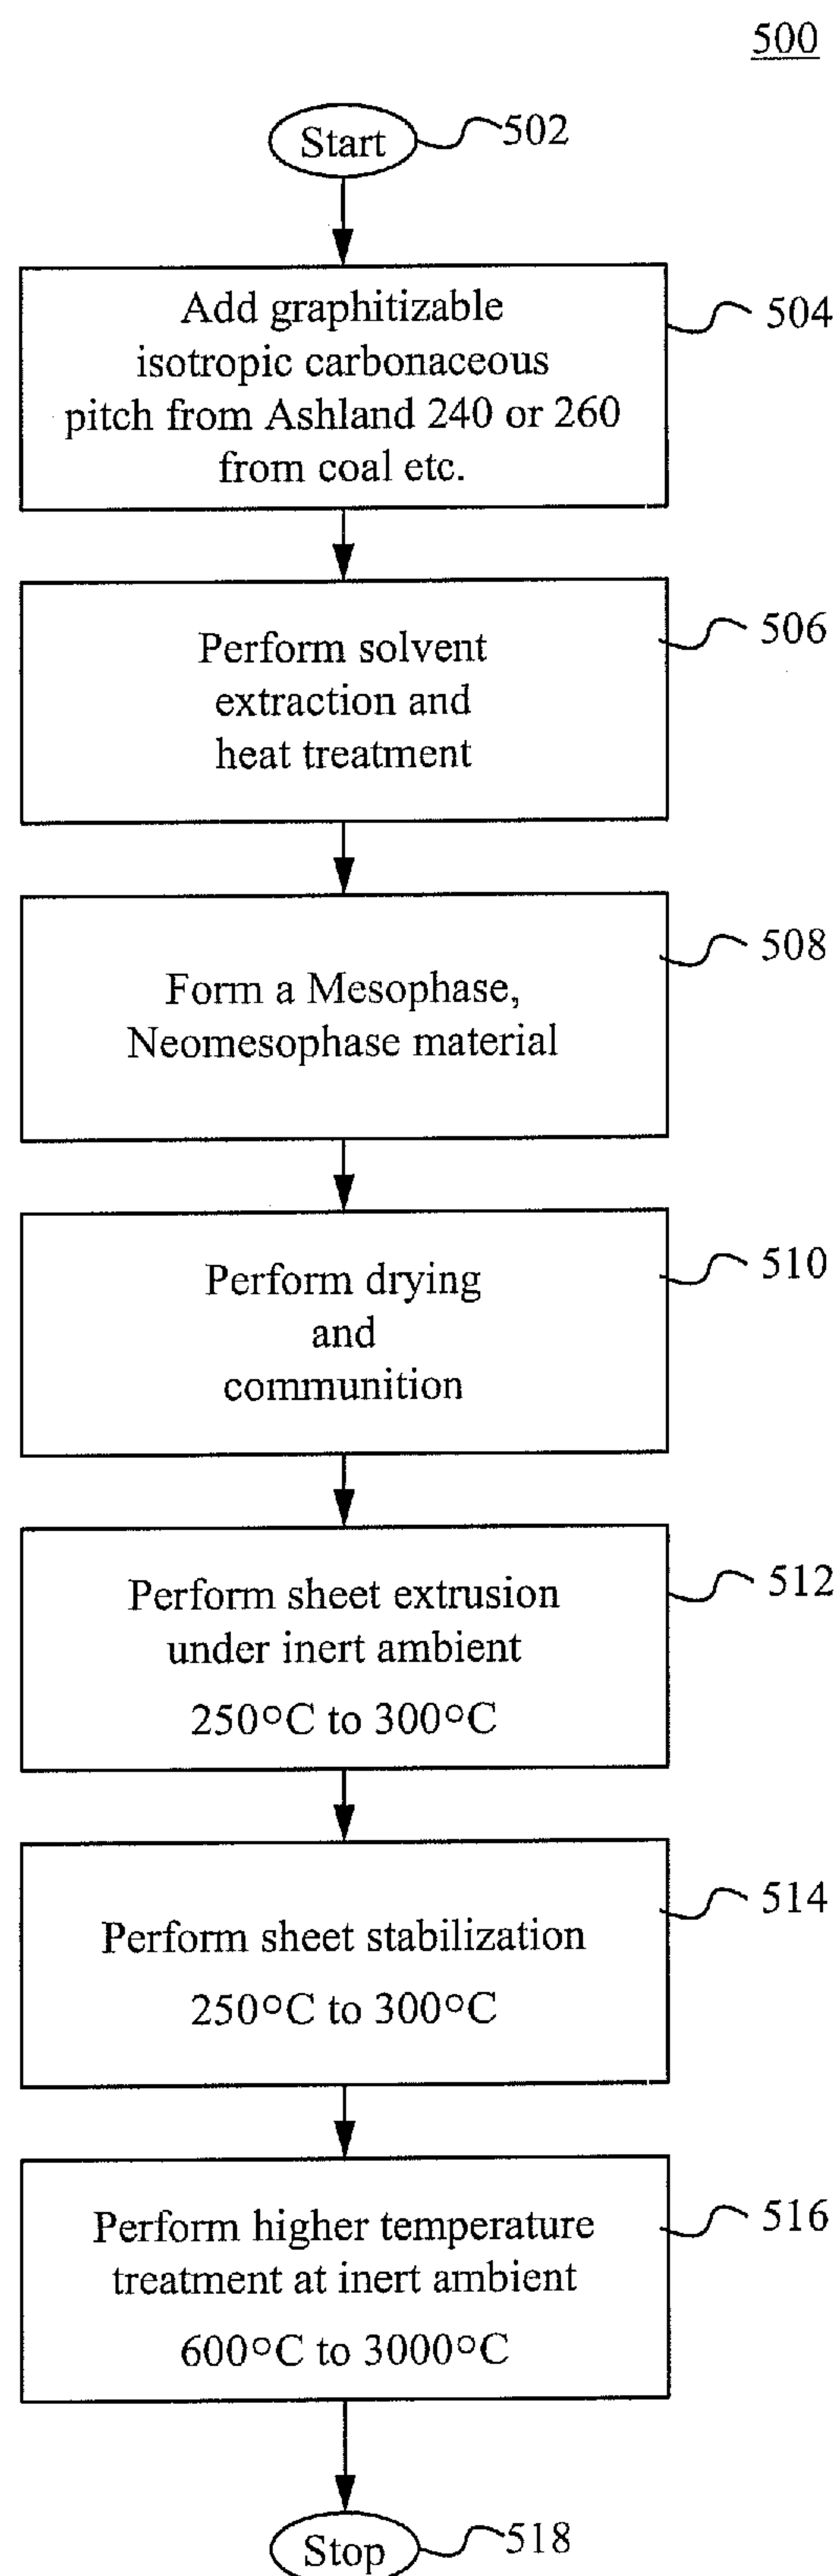 500
Start
502
Add graphitizable
isotropic carbonaceous
pitch from Ashland 240 or 260
from coal etc.
504
Perform solvent
extraction and
heat treatment
506
Form a Mesophase,
Neomesophase material
508
Perform drying
and
communition
510
Perform sheet extrusion
under inert ambient
250°C to 300°C
512
Perform sheet stabilization
250°C to 300°C
514
Perform higher temperature
treatment at inert ambient
600°C to 3000°C
516
Stop
518